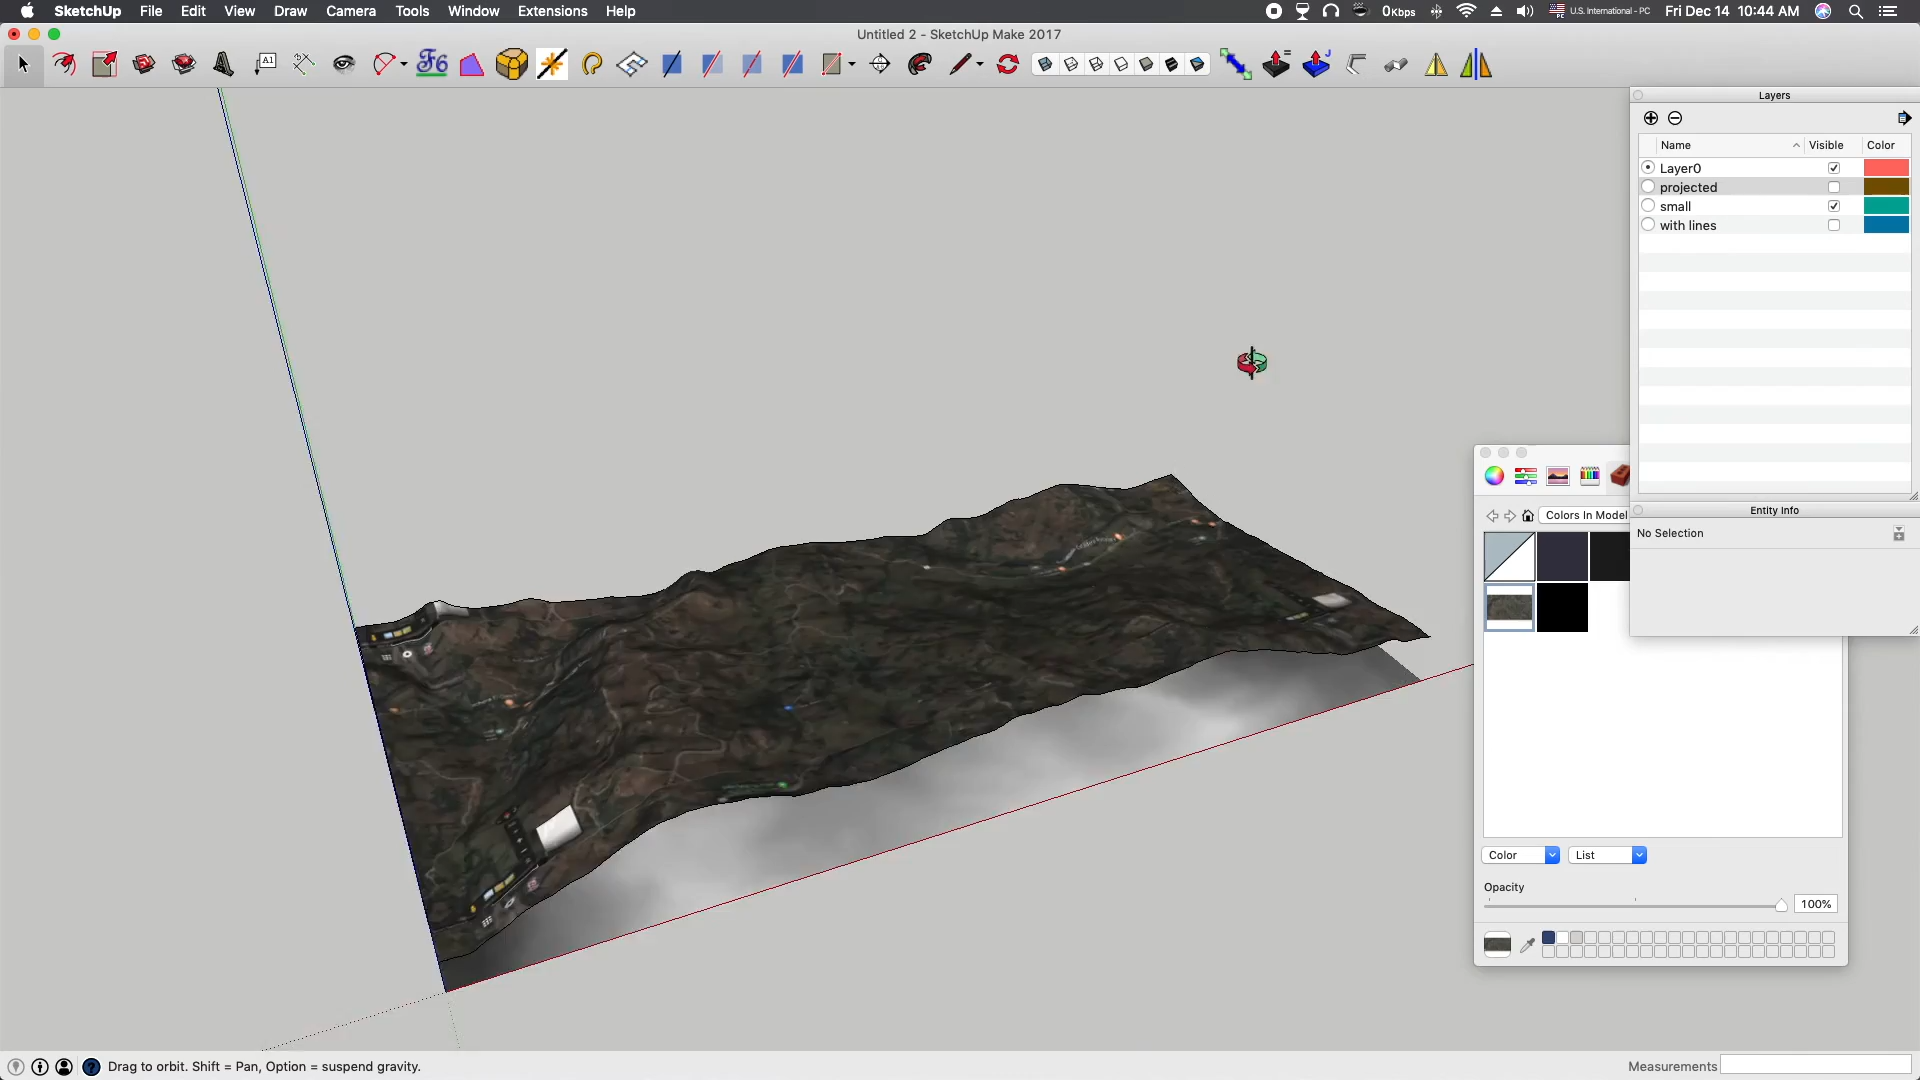 SketchUp File Edit View Draw Camera Tools Window Extensions Help
0Kbps U.S. International - PC Fri Dec 14 10:44 AM
Untitled 2 - SketchUp Make 2017
A1 F6
Layers
Name Visible Color
Layer0
projected
small
with lines
Entity Info
No Selection
Colors In Model
Color List
Opacity
100%
Drag to orbit. Shift = Pan, Option = suspend gravity.
Measurements